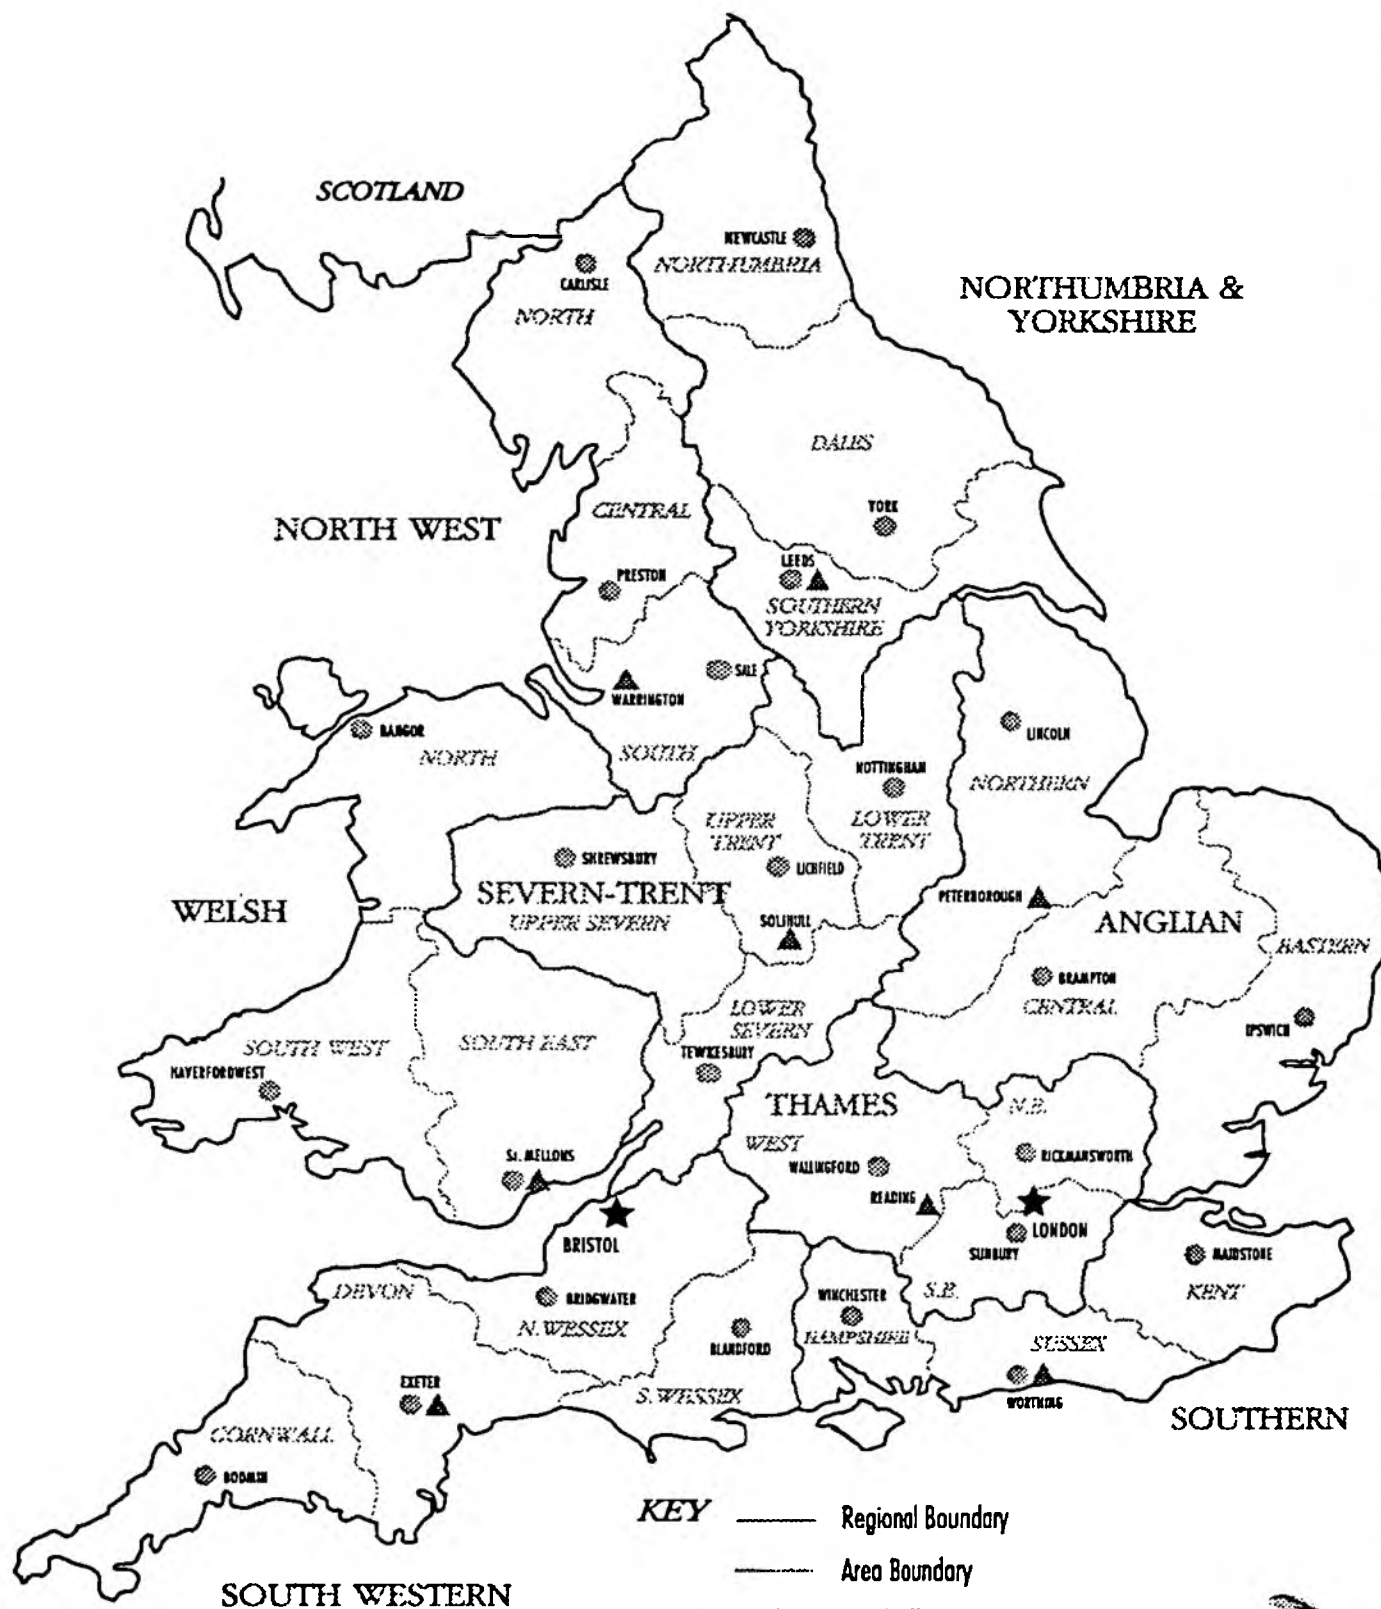 SCOTLAND
NEWCASTLE
NORTHUMBRIA
CARLISLE
NORTH
NORTHUMBRIA &
YORKSHIRE
DALES
YORK
NORTH WEST
CENTRAL
PRESTON
LEEDS
SOUTHERN
YORKSHIRE
SALE
WARRINGTON
SOUTH
BANGOR
NORTH
LINCOLN
NORTHERN
NOTTINGHAM
LOWER
TRENT
UPPER
TRENT
LICHFIELD
SHREWSBURY
SEVERN-TRENT
UPPER SEVERN
SOLIHULL
WELSH
PETERBOROUGH
ANGLIAN
EASTERN
BRAMPTON
CENTRAL
IPSWICH
LOWER
SEVERN
TEWKESBURY
SOUTH WEST
SOUTH EAST
HAVERFORDWEST
THAMES
N.E.
WEST
WALLINGFORD
RICKMANSWORTH
READING
St. MELLONS
BRISTOL
LONDON
SUNBURY
MAIDSTONE
KENT
S.E.
DEVON
BRIDGWATER
N. WESSEX
WINCHESTER
HAMPSHIRE
BLANDFORD
SUSSEX
WORTHING
EXETER
S. WESSEX
SOUTHERN
CORNWALL
BODMIN
KEY
Regional Boundary
Area Boundary
SOUTH WESTERN